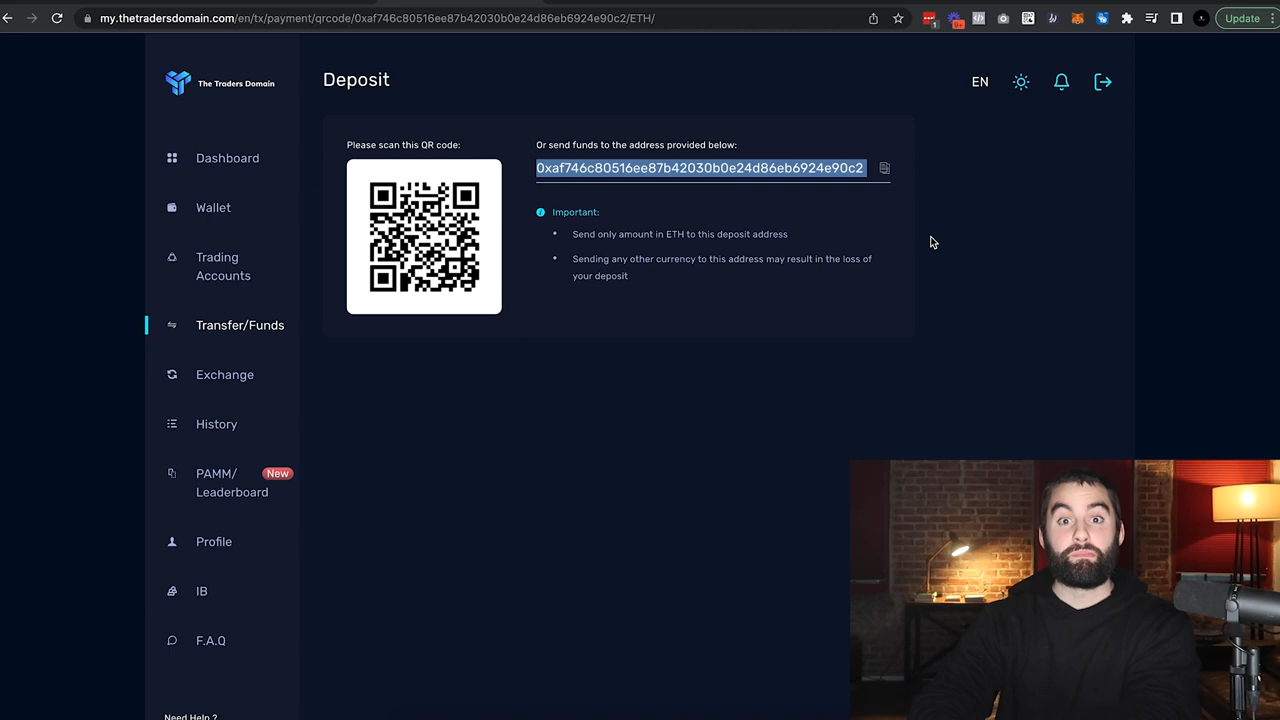 my.thetradersdomain.com/en/tx/payment/qrcode/0xaf746c80516ee87b42030b0e24d86eb6924e90c2/ETH/
1
9+
Update
The Traders Domain
Deposit
EN
Dashboard
Wallet
Trading
Accounts
Transfer/Funds
Exchange
History
PAMM/
Leaderboard
New
Profile
IB
F.A.Q
Need Help ?
Please scan this QR code:
Or send funds to the address provided below:
0xaf746c80516ee87b42030b0e24d86eb6924e90c2
Important:
Send only amount in ETH to this deposit address
Sending any other currency to this address may result in the loss of
your deposit